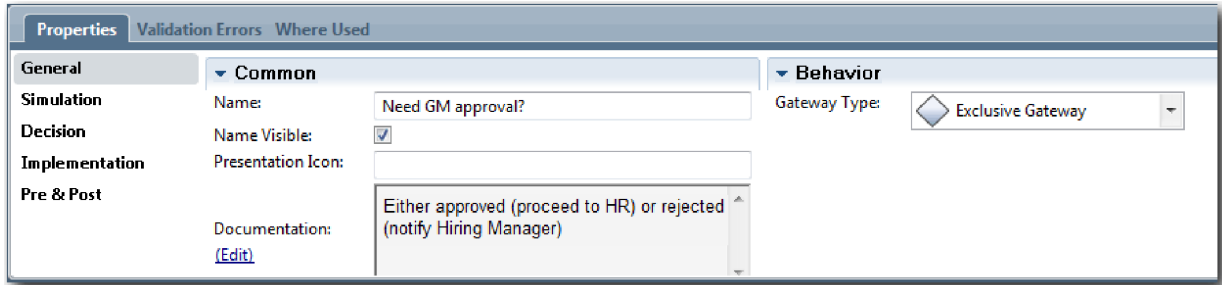 Properties Validation Errors Where Used
General
Simulation
Decision
Implementation
Pre & Post
Common
Name: Need GM approval?
Name Visible:
Presentation Icon:
Documentation:
(Edit)
Either approved (proceed to HR) or rejected
(notify Hiring Manager)
Behavior
Gateway Type: Exclusive Gateway